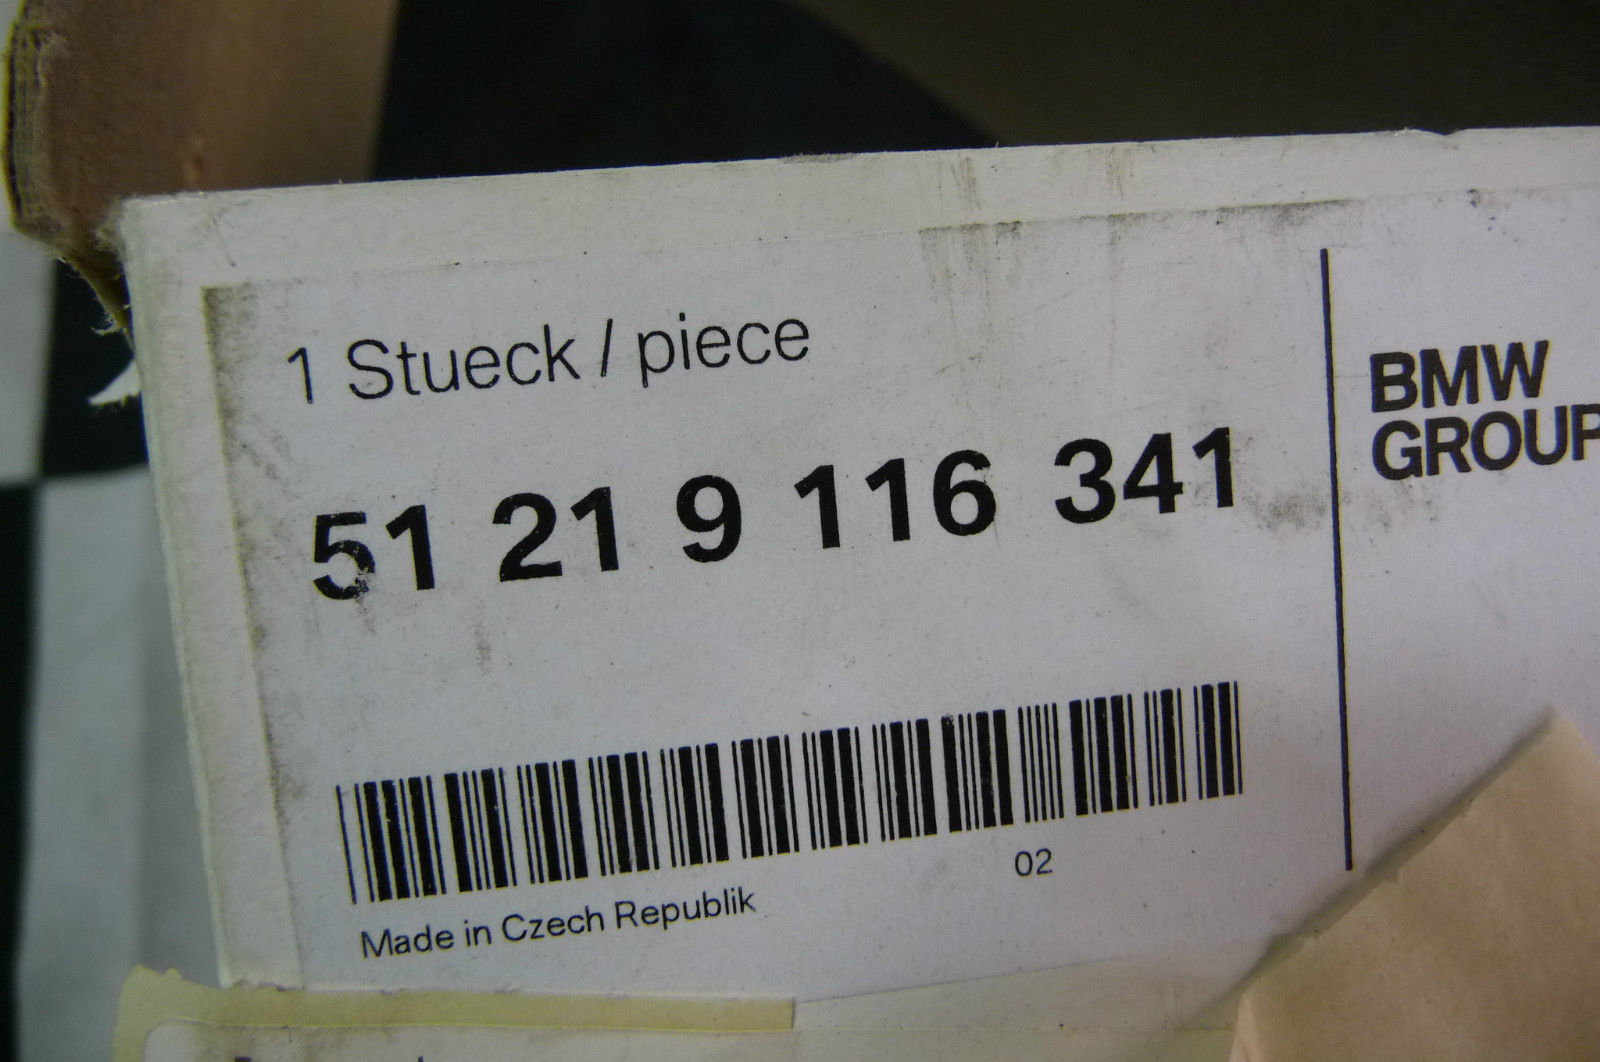 1 Stueck / piece
51 21 9 116 341
BMW
GROUP
02
Made in Czech Republik